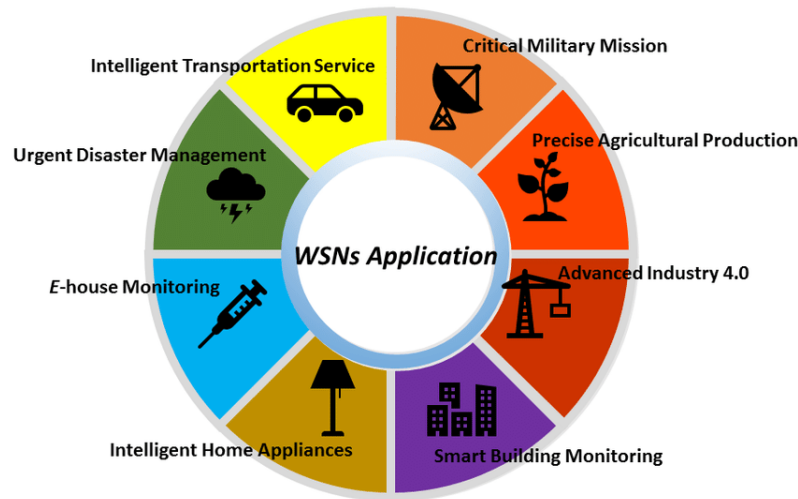 Critical Military Mission
Intelligent Transportation Service
Precise Agricultural Production
Urgent Disaster Management
WSNs Application
Advanced Industry 4.0
E-house Monitoring
Intelligent Home Appliances
Smart Building Monitoring